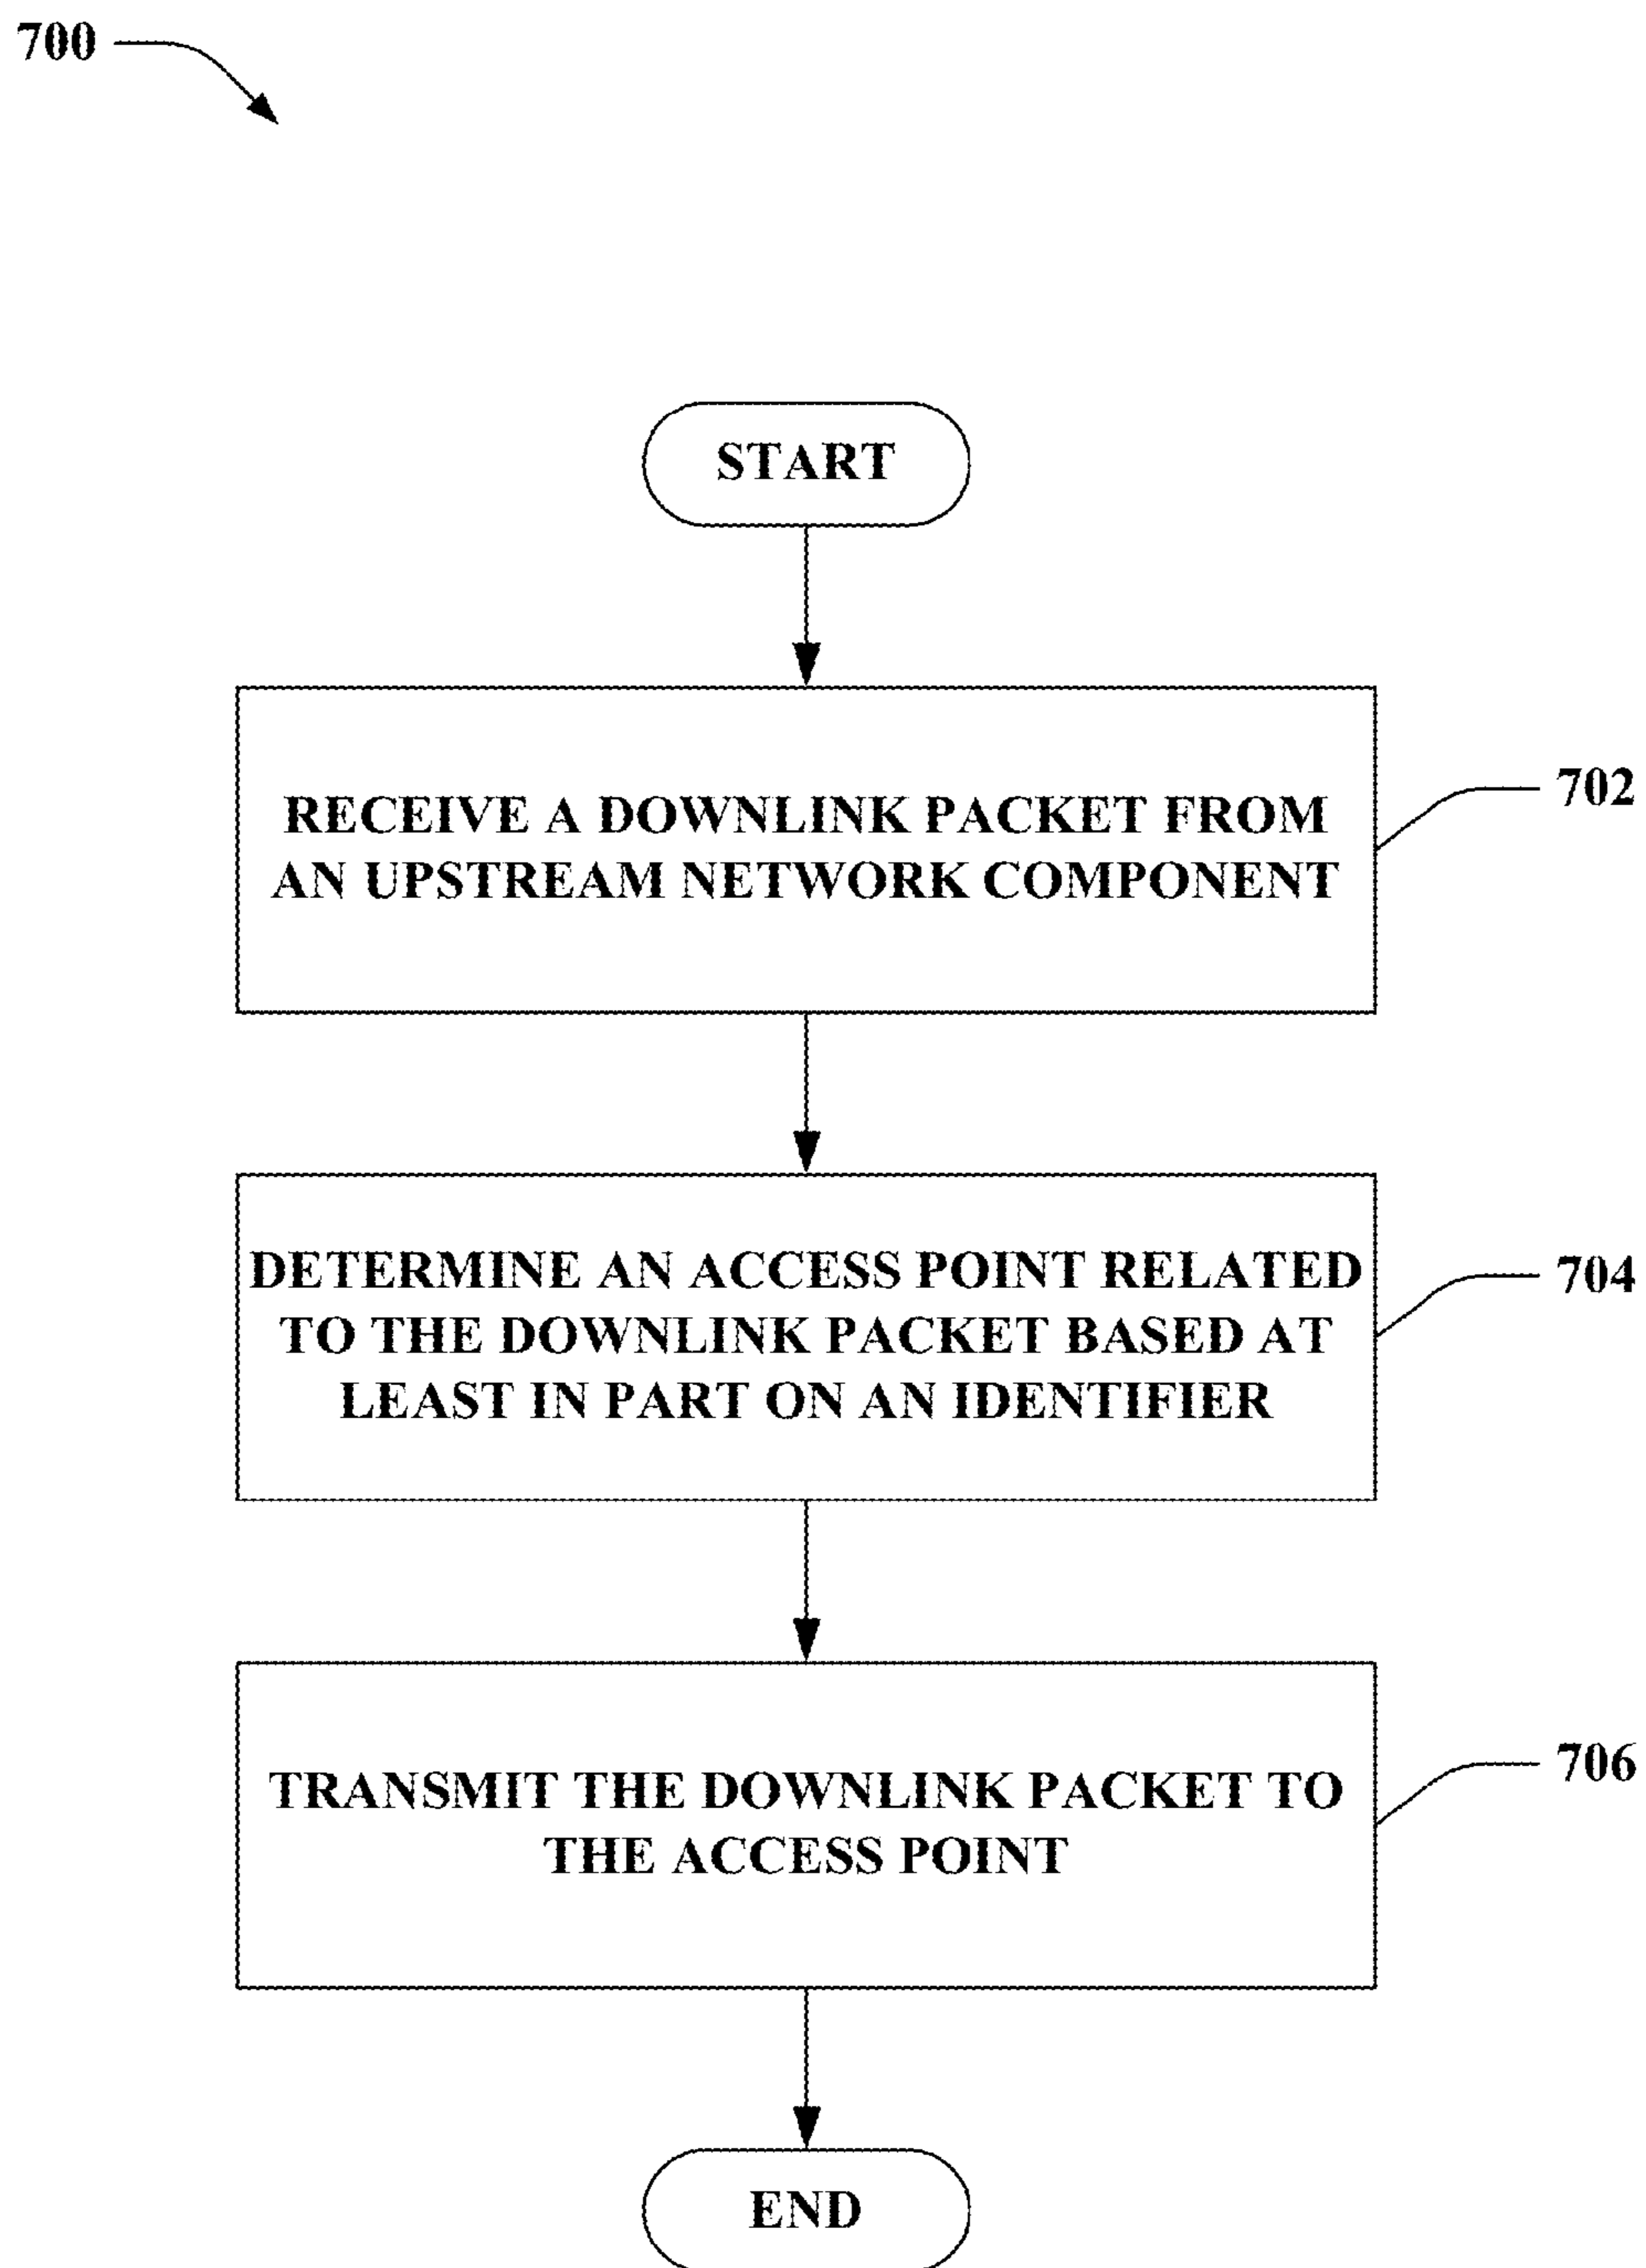 700
START
RECEIVE A DOWNLINK PACKET FROM
AN UPSTREAM NETWORK COMPONENT
702
DETERMINE AN ACCESS POINT RELATED
TO THE DOWNLINK PACKET BASED AT
LEAST IN PART ON AN IDENTIFIER
704
TRANSMIT THE DOWNLINK PACKET TO
THE ACCESS POINT
706
END